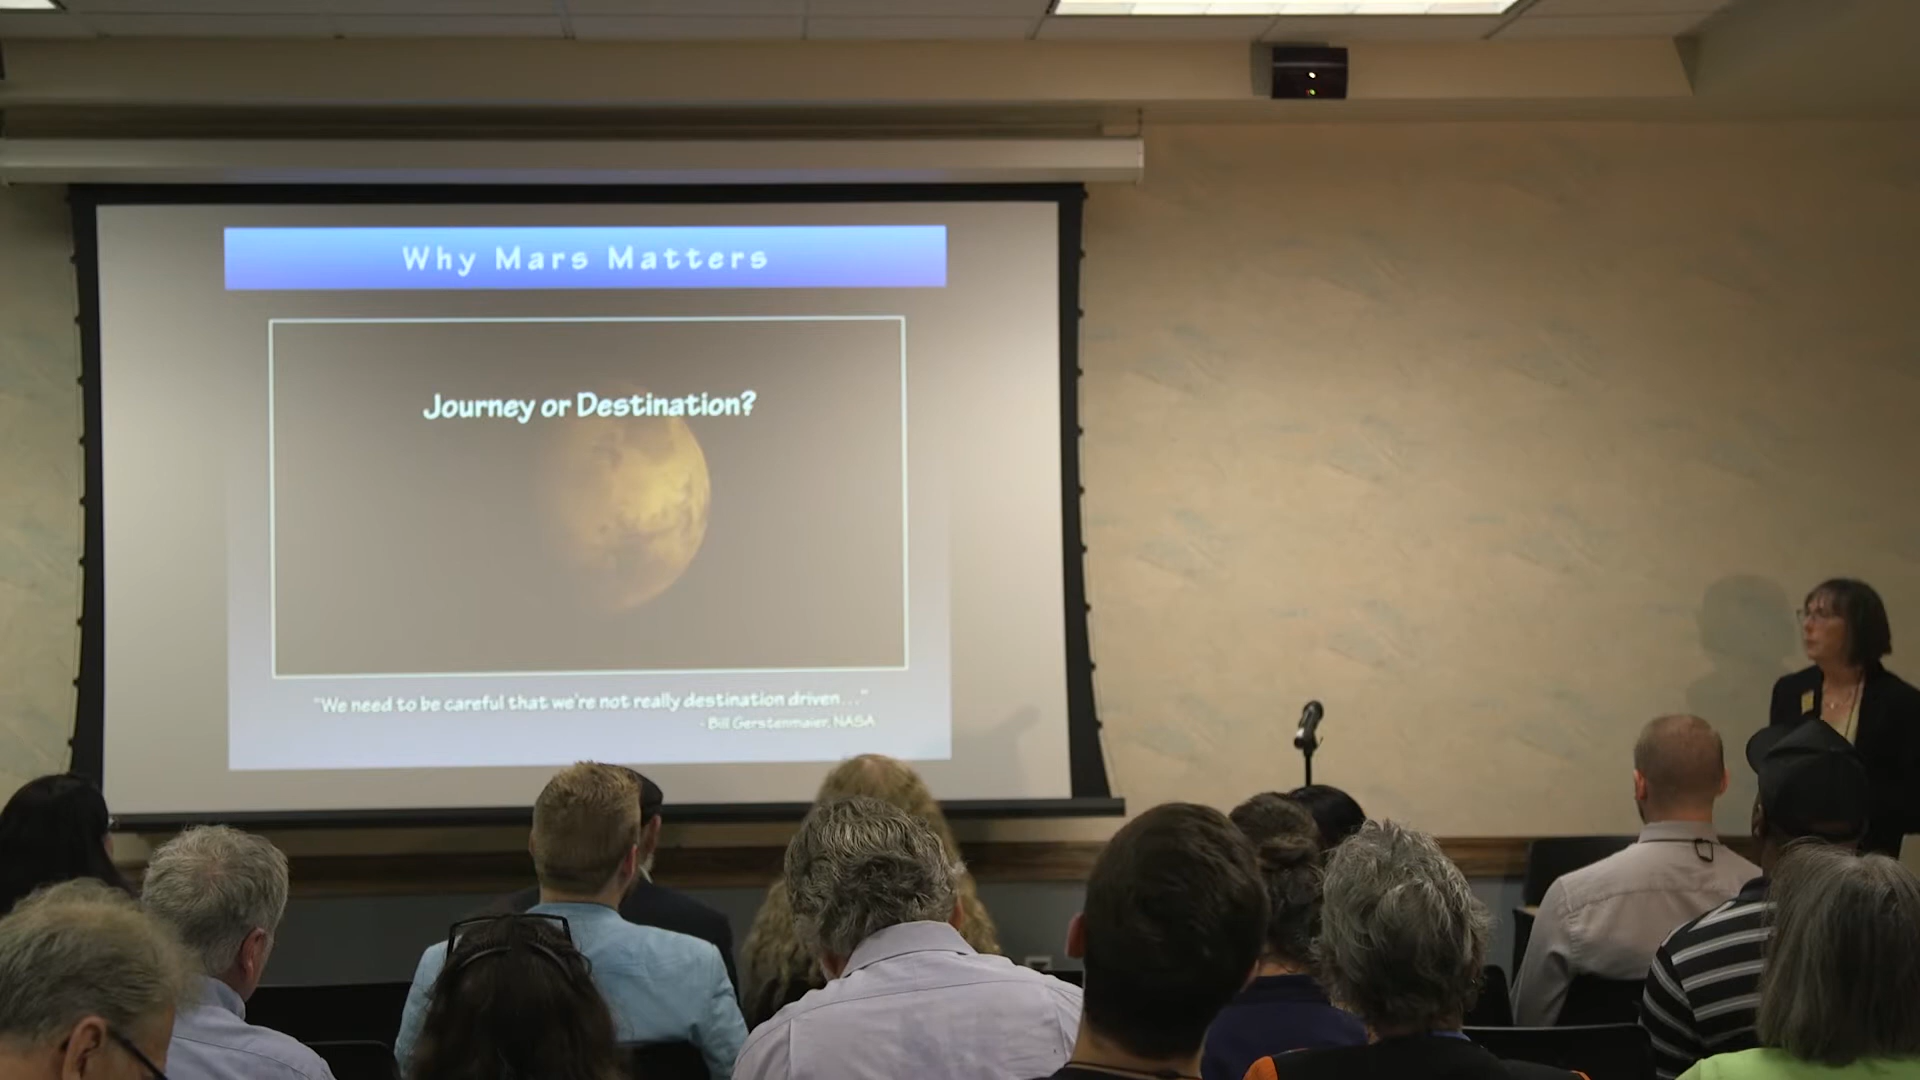 Why Mars Matters
Journey or Destination?
"We need to be careful that we're not really destination driven..."
- Bill Gerstenmaier, NASA